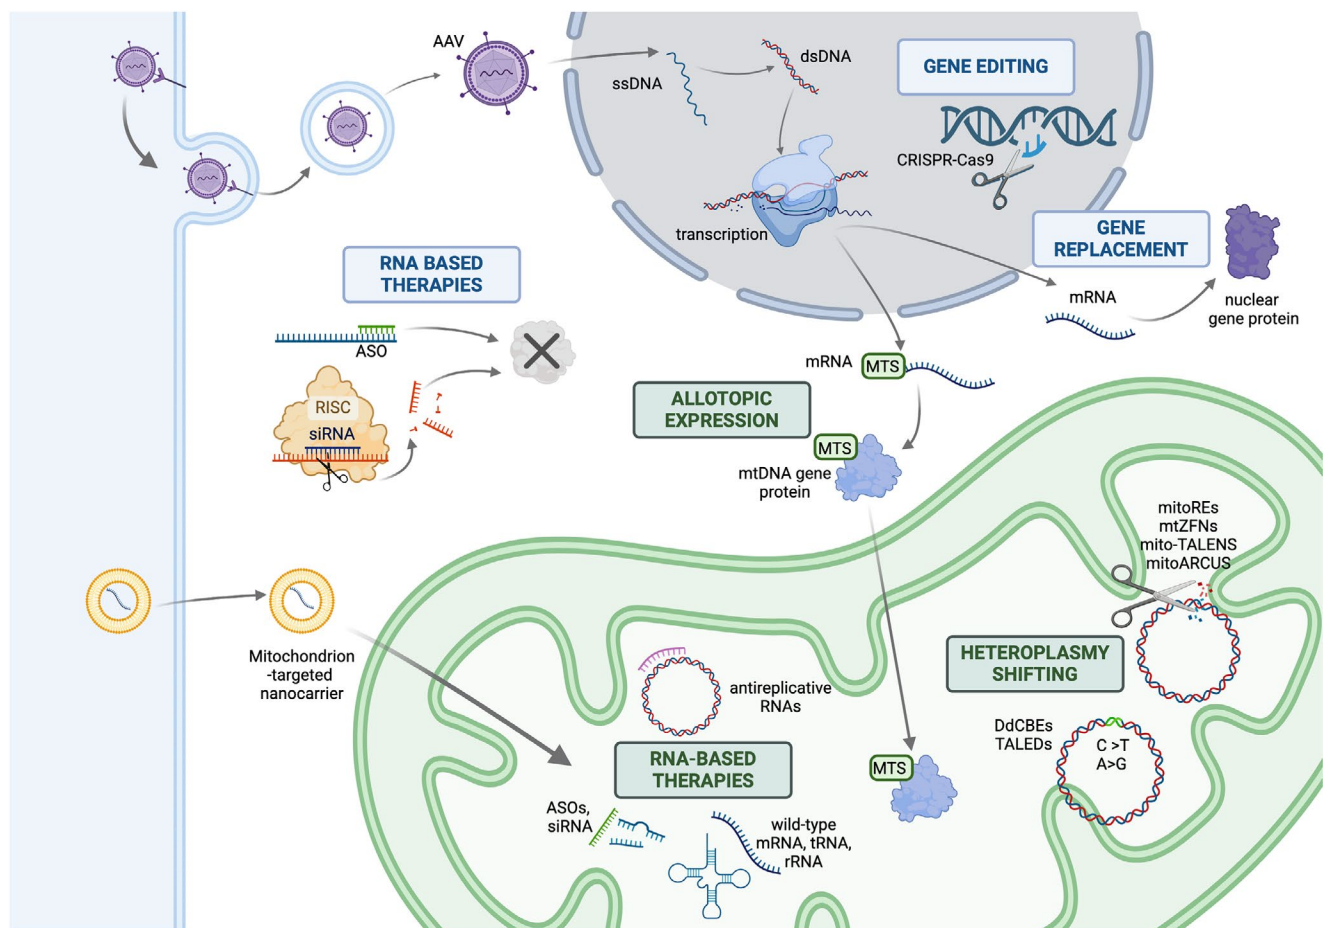 AAV
ssDNA
dsDNA
GENE EDITING
CRISPR-Cas9
transcription
GENE
REPLACEMENT
mRNA
nuclear
gene protein
RNA BASED
THERAPIES
ASO
RISC
siRNA
mRNA
MTS
ALLOTOPIC
EXPRESSION
MTS
mtDNA gene
protein
mitoREs
mtZFNs
mito-TALENS
mitoARCUS
Mitochondrion
-targeted
nanocarrier
antireplicative
RNAs
HETEROPLASMY
SHIFTING
DdCBEs
TALEDs
C >T
A>G
RNA-BASED
THERAPIES
MTS
ASOs,
siRNA
wild-type
mRNA, tRNA,
rRNA